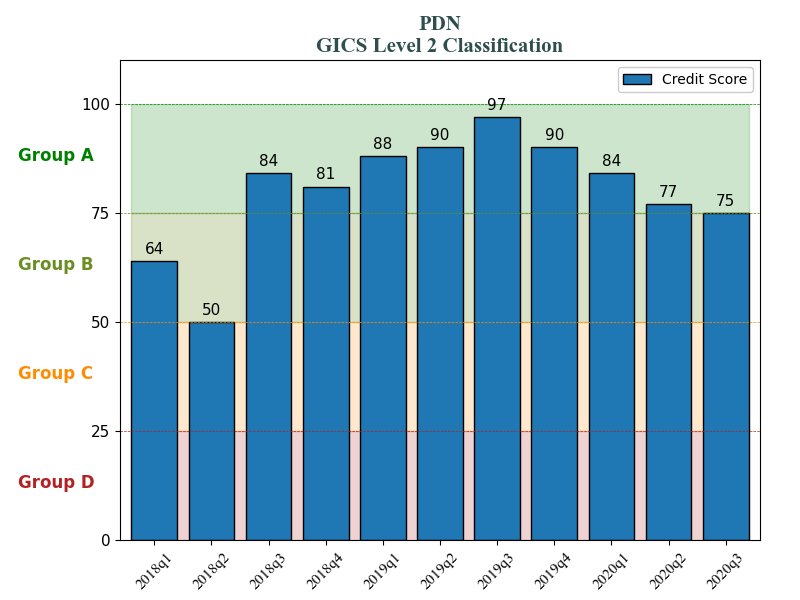 PDN
GICS Level 2 Classification
Credit Score
100
75
50
25
0
Group A
Group B
Group C
Group D
64
50
84
81
88
90
97
90
84
77
75
2018q1
2018q2
2018q3
2018q4
2019q1
2019q2
2019q3
2019q4
2020q1
2020q2
2020q3